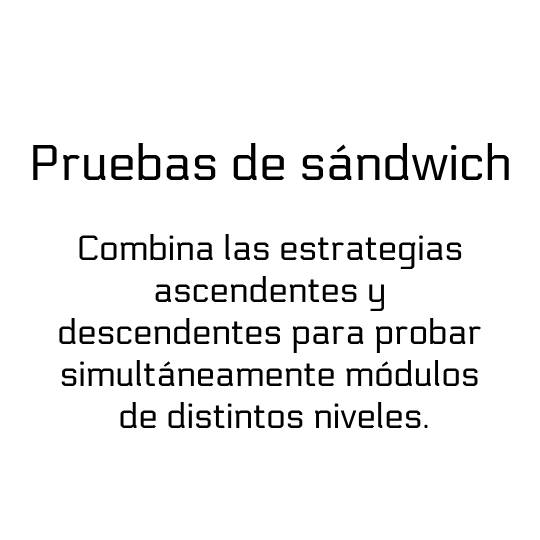 Pruebas de sándwich
Combina las estrategias
ascendentes y
descendentes para probar
simultáneamente módulos
de distintos niveles.